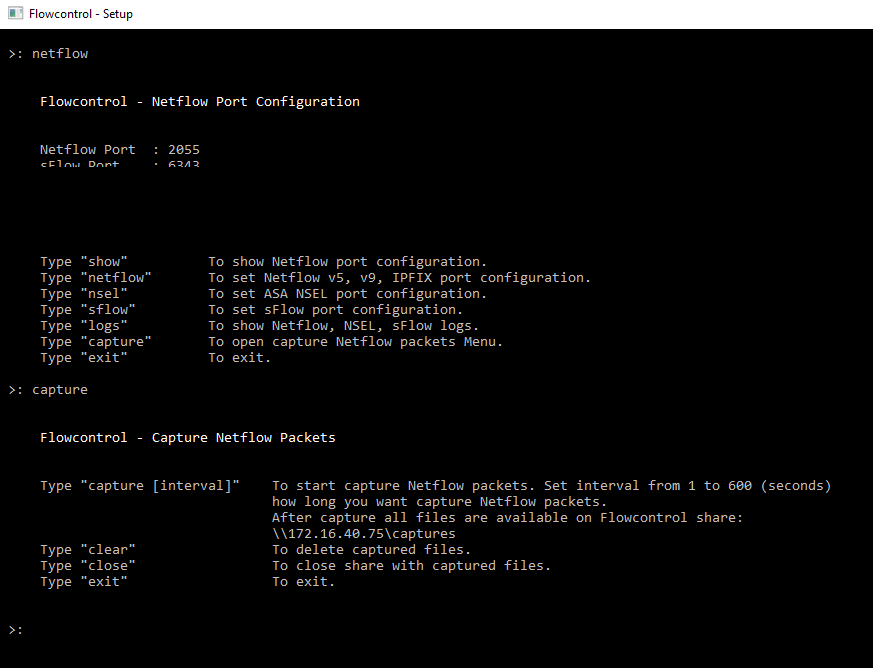 Flowcontrol - Setup
>: netflow
Flowcontrol - Netflow Port Configuration
Netflow Port : 2055
sFlow Port : 6343
Type "show" To show Netflow port configuration.
Type "netflow" To set Netflow v5, v9, IPFIX port configuration.
Type "nsel" To set ASA NSEL port configuration.
Type "sflow" To set sFlow port configuration.
Type "logs" To show Netflow, NSEL, sFlow logs.
Type "capture" To open capture Netflow packets Menu.
Type "exit" To exit.
>: capture
Flowcontrol - Capture Netflow Packets
Type "capture [interval]" To start capture Netflow packets. Set interval from 1 to 600 (seconds)
how long you want capture Netflow packets.
After capture all files are available on Flowcontrol share:
\\172.16.40.75\captures
Type "clear" To delete captured files.
Type "close" To close share with captured files.
Type "exit" To exit.
>: